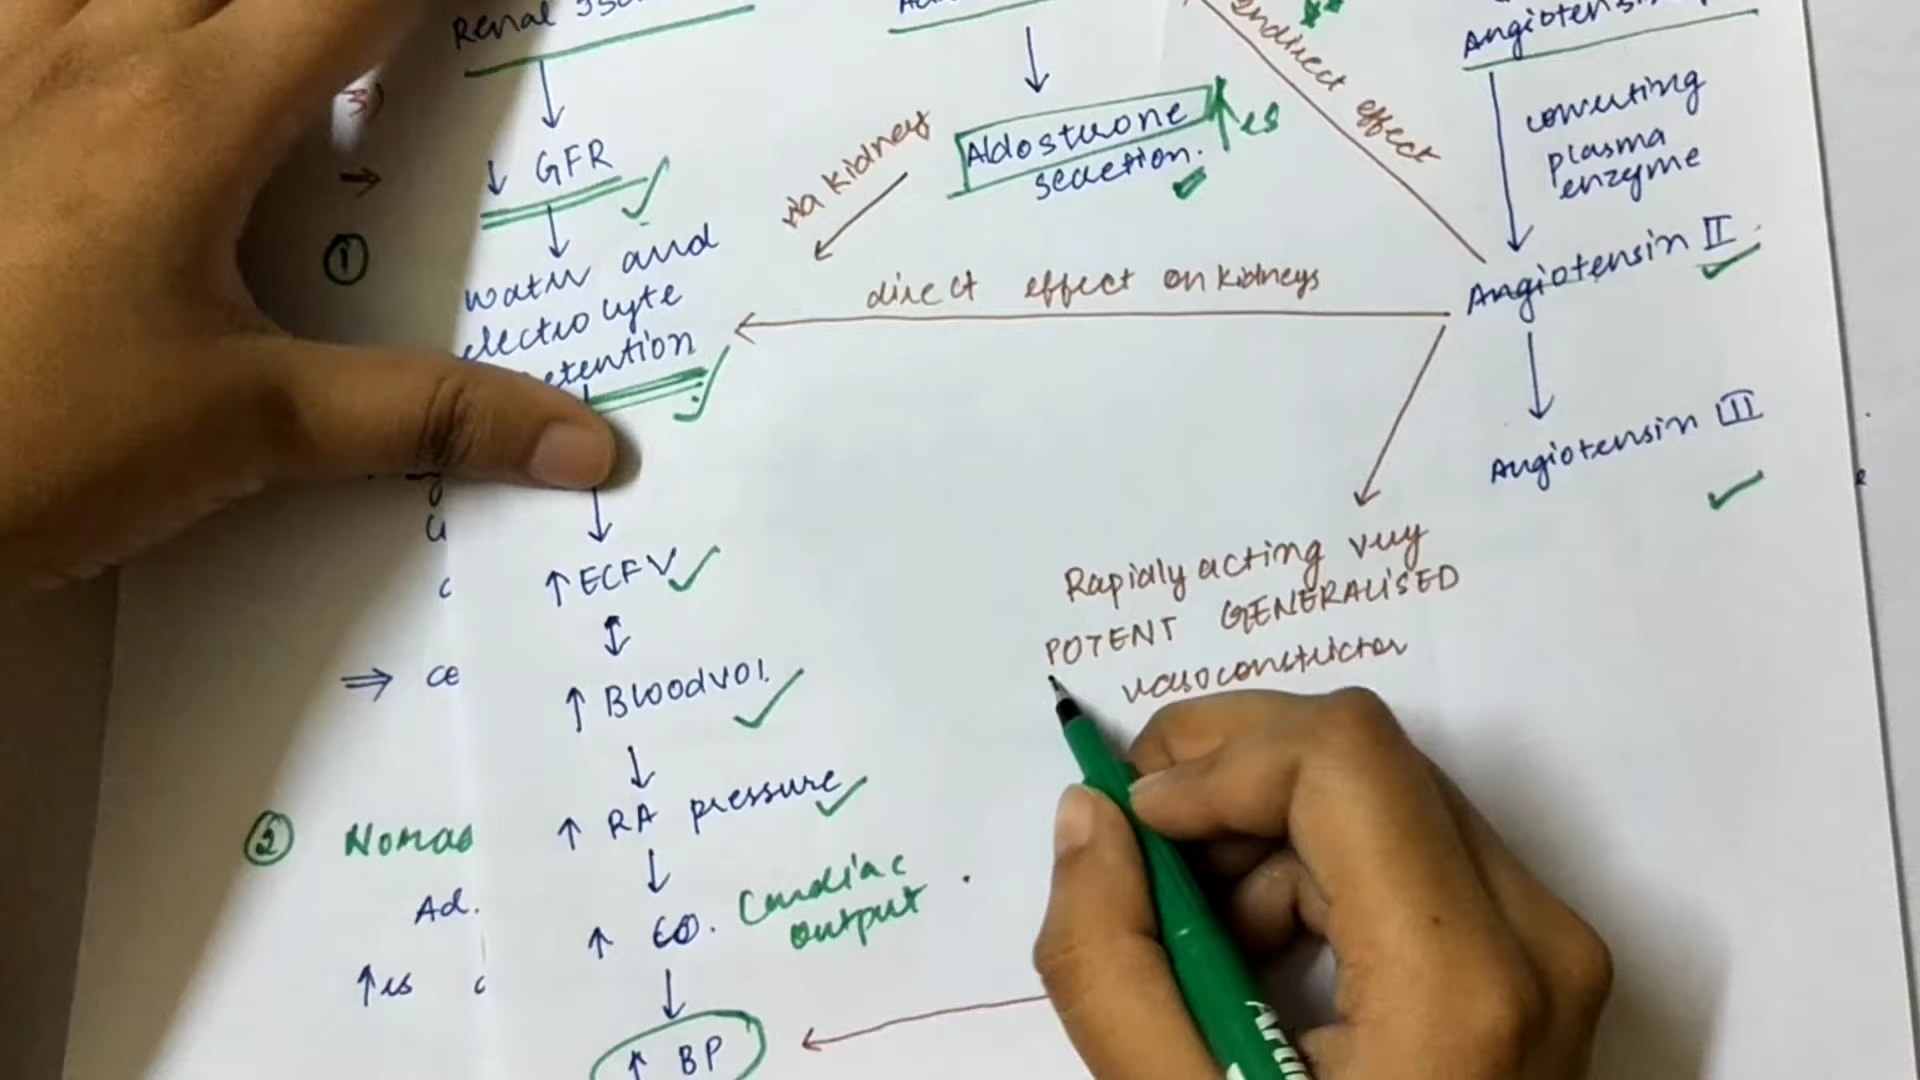 Renal
↓ GFR
water and
electrolyte
retention
↑ ECFV
↑ Blood vol.
↑ RA pressure
↑ CO. Cardiac
output
↑ BP
via kidney
Aldosterone
secretion.
↑es
direct effect on kidneys
indirect effect
Angiotensin
converting
plasma
enzyme
Angiotensin II
Angiotensin III
Rapidly acting very
POTENT GENERALISED
vasoconstrictor
3)
①
⇒ ce
②
Ad.
↑es